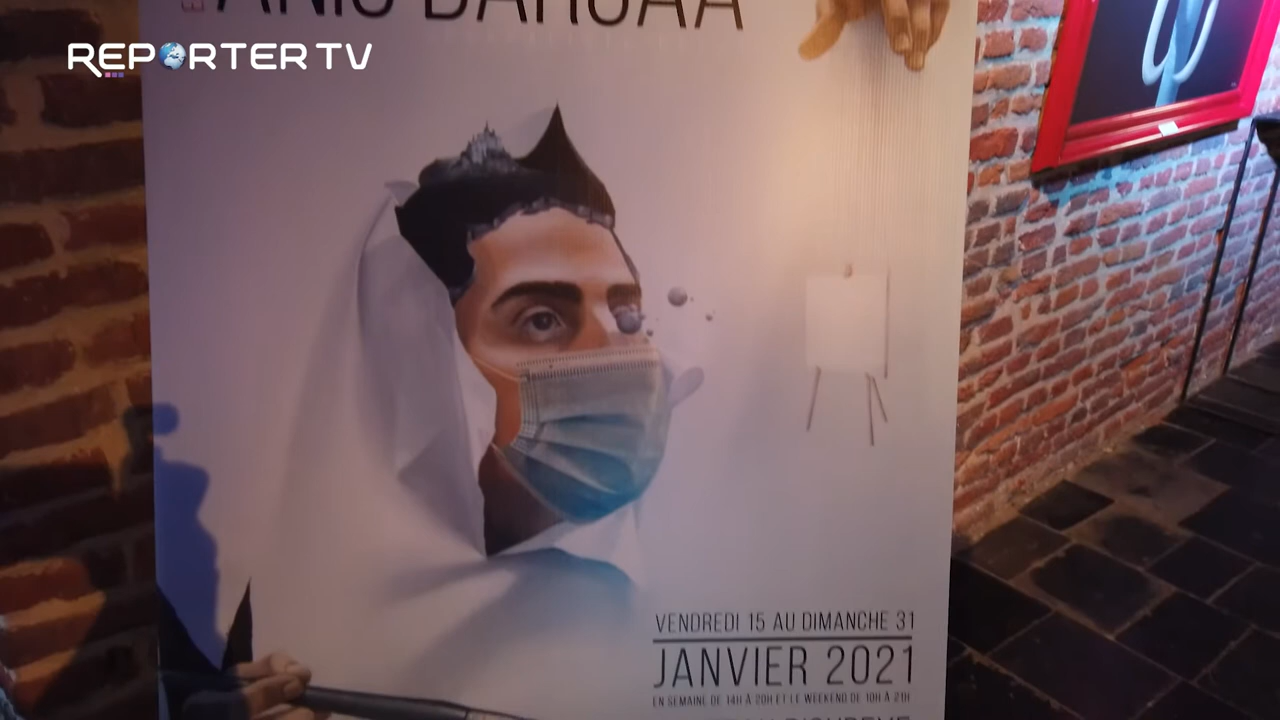 REPORTER TV
VENDREDI 15 AU DIMANCHE 31
JANVIER 2021
EN SEMAINE DE 14H À 20H ET LE WEEKEND DE 10H À 21H